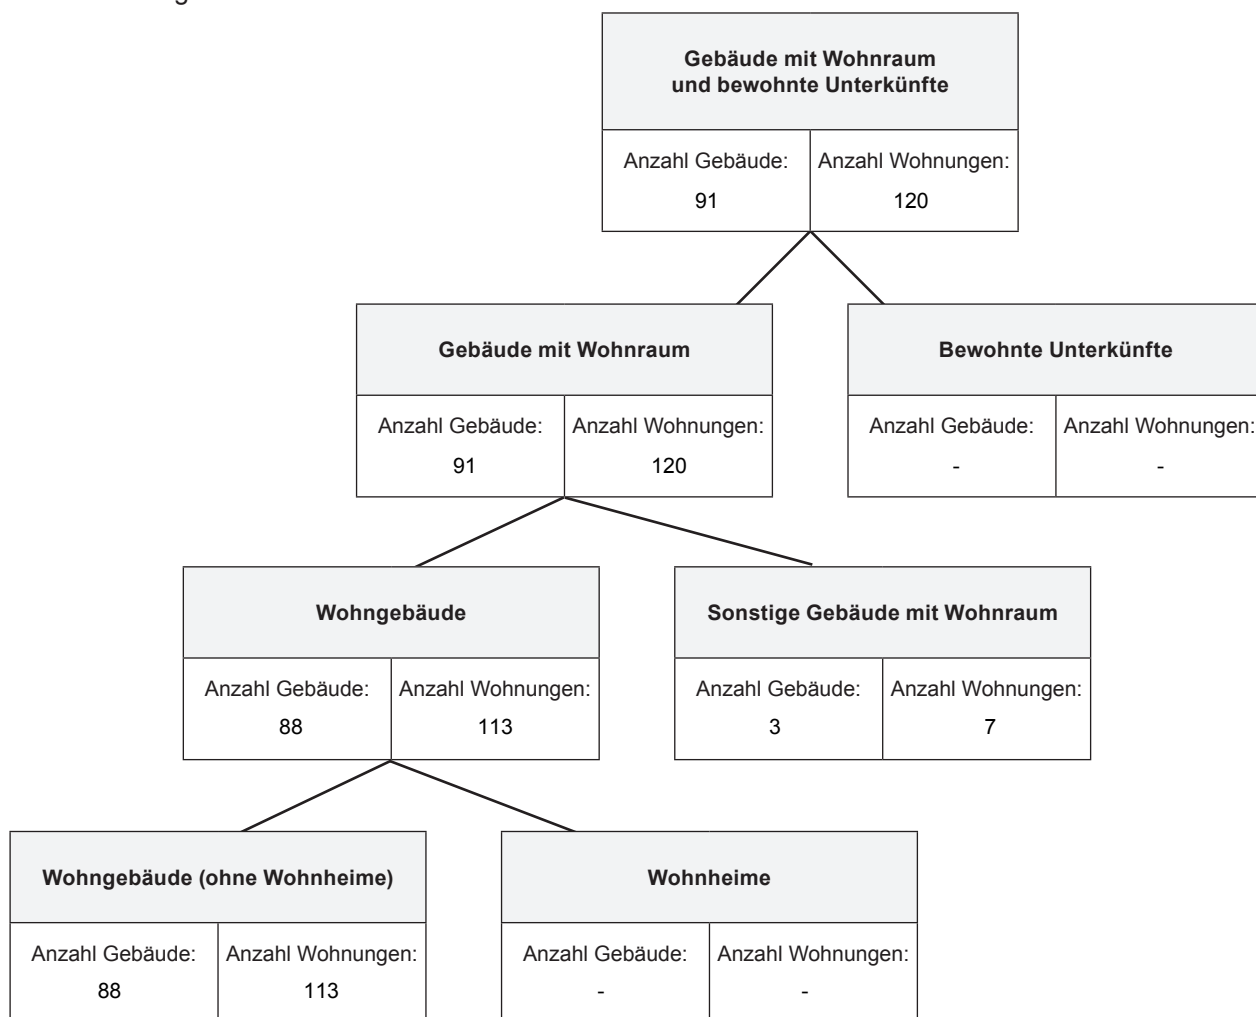 Gebäude mit Wohnraum
und bewohnte Unterkünfte
Anzahl Gebäude: Anzahl Wohnungen:
91 120
Gebäude mit Wohnraum
Anzahl Gebäude: Anzahl Wohnungen:
91 120
Bewohnte Unterkünfte
Anzahl Gebäude: Anzahl Wohnungen:
- -
Wohngebäude
Anzahl Gebäude: Anzahl Wohnungen:
88 113
Sonstige Gebäude mit Wohnraum
Anzahl Gebäude: Anzahl Wohnungen:
3 7
Wohngebäude (ohne Wohnheime)
Anzahl Gebäude: Anzahl Wohnungen:
88 113
Wohnheime
Anzahl Gebäude: Anzahl Wohnungen:
- -